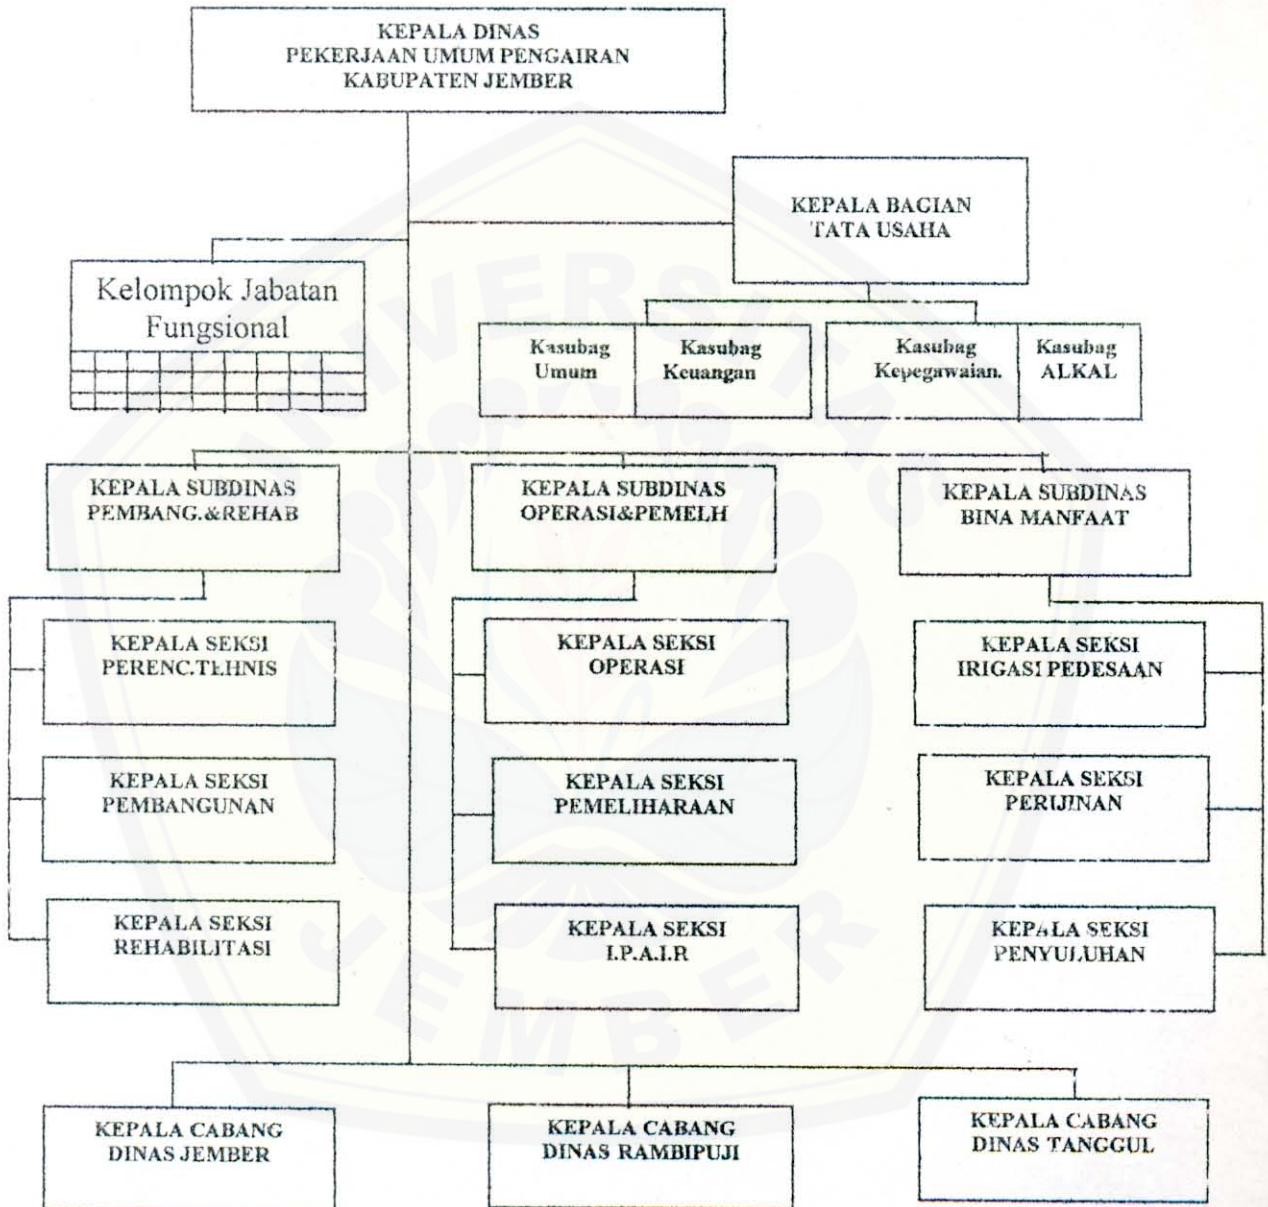 KEPALA DINAS
PEKERJAAN UMUM PENGAIRAN
KABUPATEN JEMBER
KEPALA BAGIAN
TATA USAHA
Kelompok Jabatan
Fungsional
Kasubag
Umum
Kasubag
Keuangan
Kasubag
Kepegawaian.
Kasubag
ALKAL
KEPALA SUBDINAS
PEMBANG.&REHAB
KEPALA SUBDINAS
OPERASI&PEMELH
KEPALA SUBDINAS
BINA MANFAAT
KEPALA SEKSI
PERENC.TEHNIS
KEPALA SEKSI
OPERASI
KEPALA SEKSI
IRIGASI PEDESAAN
KEPALA SEKSI
PEMBANGUNAN
KEPALA SEKSI
PEMELIHARAAN
KEPALA SEKSI
PERIJINAN
KEPALA SEKSI
REHABILITASI
KEPALA SEKSI
I.P.A.I.R
KEPALA SEKSI
PENYULUHAN
KEPALA CABANG
DINAS JEMBER
KEPALA CABANG
DINAS RAMBIPUJI
KEPALA CABANG
DINAS TANGGUL
UNIVERSITAS
JEMBER